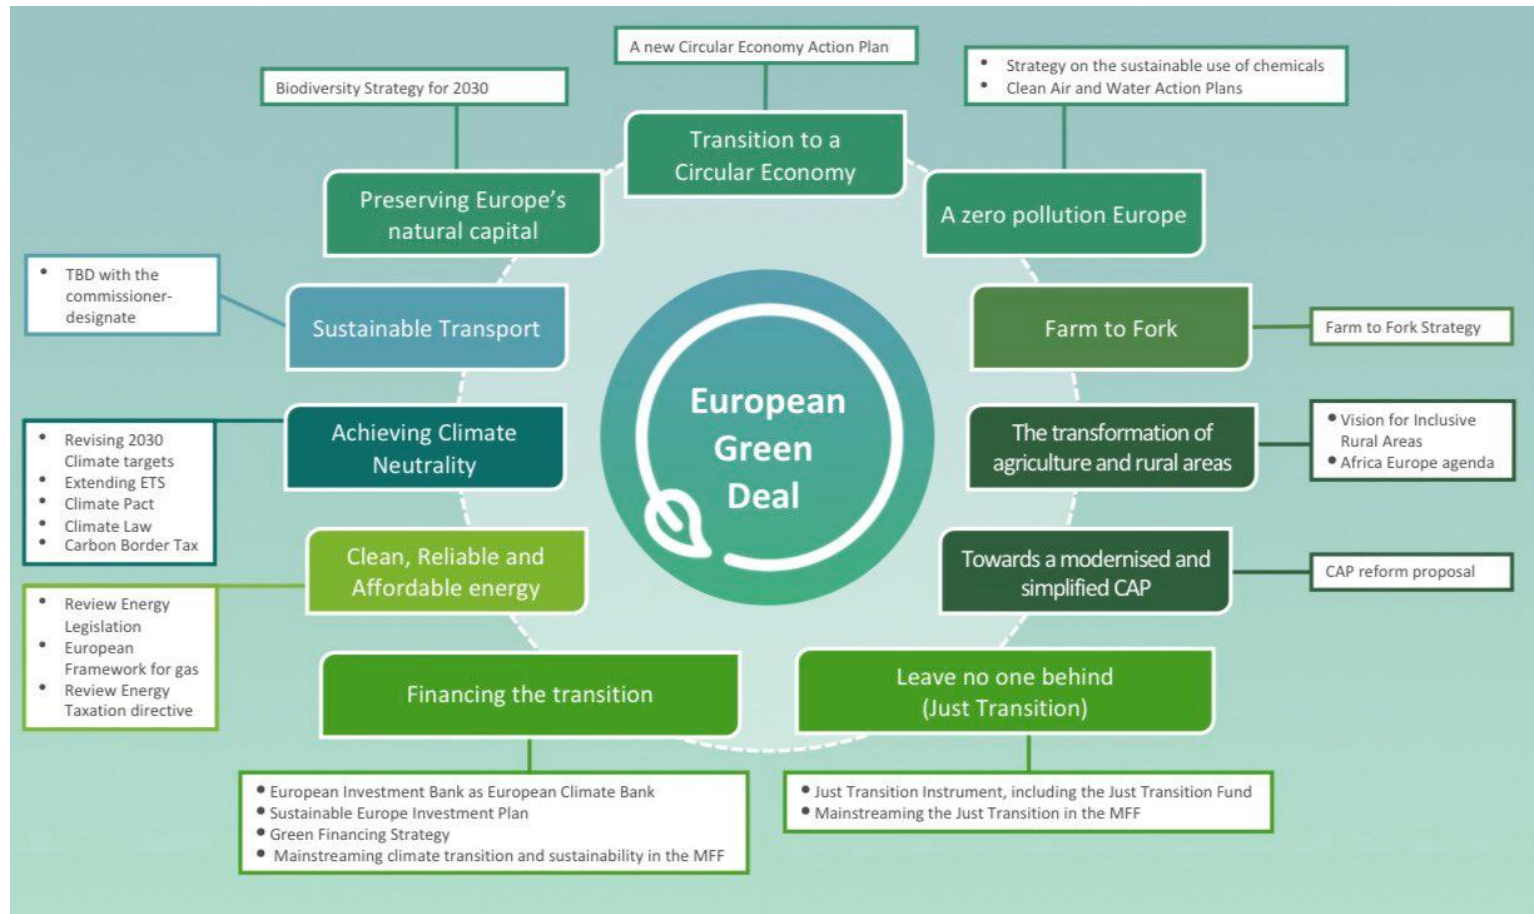 A new Circular Economy Action Plan
Biodiversity Strategy for 2030
• Strategy on the sustainable use of chemicals
• Clean Air and Water Action Plans
Transition to a
Circular Economy
Preserving Europe's
natural capital
A zero pollution Europe
• TBD with the
commissioner-
designate
Sustainable Transport
Farm to Fork
Farm to Fork Strategy
European
Green
Deal
• Revising 2030
Climate targets
• Extending ETS
• Climate Pact
• Climate Law
• Carbon Border Tax
Achieving Climate
Neutrality
The transformation of
agriculture and rural areas
• Vision for Inclusive
Rural Areas
• Africa Europe agenda
Clean, Reliable and
Affordable energy
Towards a modernised and
simplified CAP
CAP reform proposal
• Review Energy
Legislation
• European
Framework for gas
• Review Energy
Taxation directive
Financing the transition
Leave no one behind
(Just Transition)
• European Investment Bank as European Climate Bank
• Sustainable Europe Investment Plan
• Green Financing Strategy
• Mainstreaming climate transition and sustainability in the MFF
• Just Transition Instrument, including the Just Transition Fund
• Mainstreaming the Just Transition in the MFF